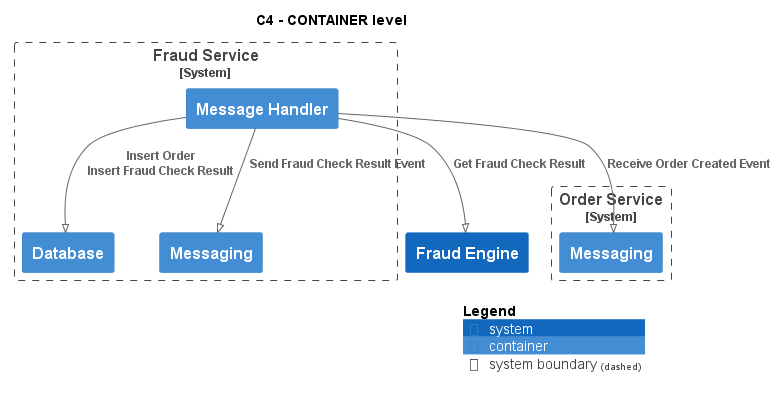 C4 - CONTAINER level
Fraud Service
[System]
Message Handler
Insert Order
Insert Fraud Check Result
Send Fraud Check Result Event
Get Fraud Check Result
Receive Order Created Event
Order Service
[System]
Database
Messaging
Fraud Engine
Messaging
Legend
system
container
system boundary (dashed)